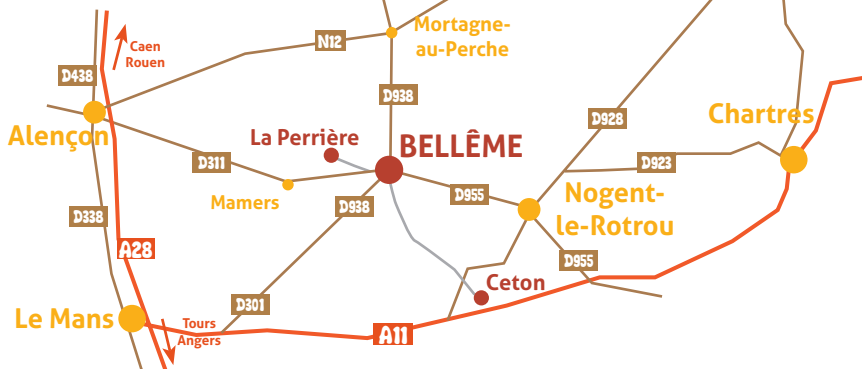 Mortagne-
au-Perche
Caen
Rouen
N12
D438
D938
Alençon
Chartres
D928
La Perrière
BELLÊME
D311
D923
Mamers
D955
Nogent-
le-Rotrou
D938
D338
A28
D955
Ceton
D301
Le Mans
Tours
Angers
A11